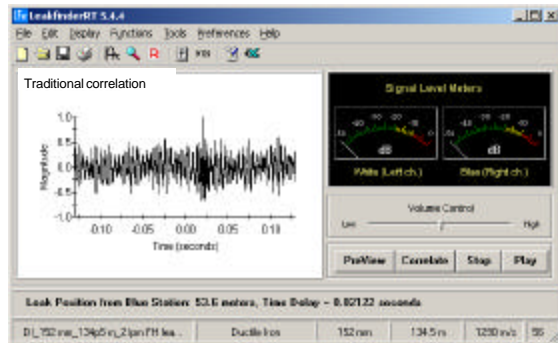 LeakfinderRT 5.4.4
File Edit Display Functions Tools Preferences Help
Traditional correlation
Magnitude
1.0
0.5
0.0
-0.5
-1.0
-0.10 -0.05 0.00 0.05 0.10
Time (seconds)
Signal Level Meters
dB dB
White (Left ch.) Blue (Right ch.)
Volume Control
Low High
PreView Correlate Stop Play
Leak Position from Blue Station: 53.6 meters, Time Delay - 0.02122 seconds
Ductile Iron 152 mm 134.5 m 1290 m/s